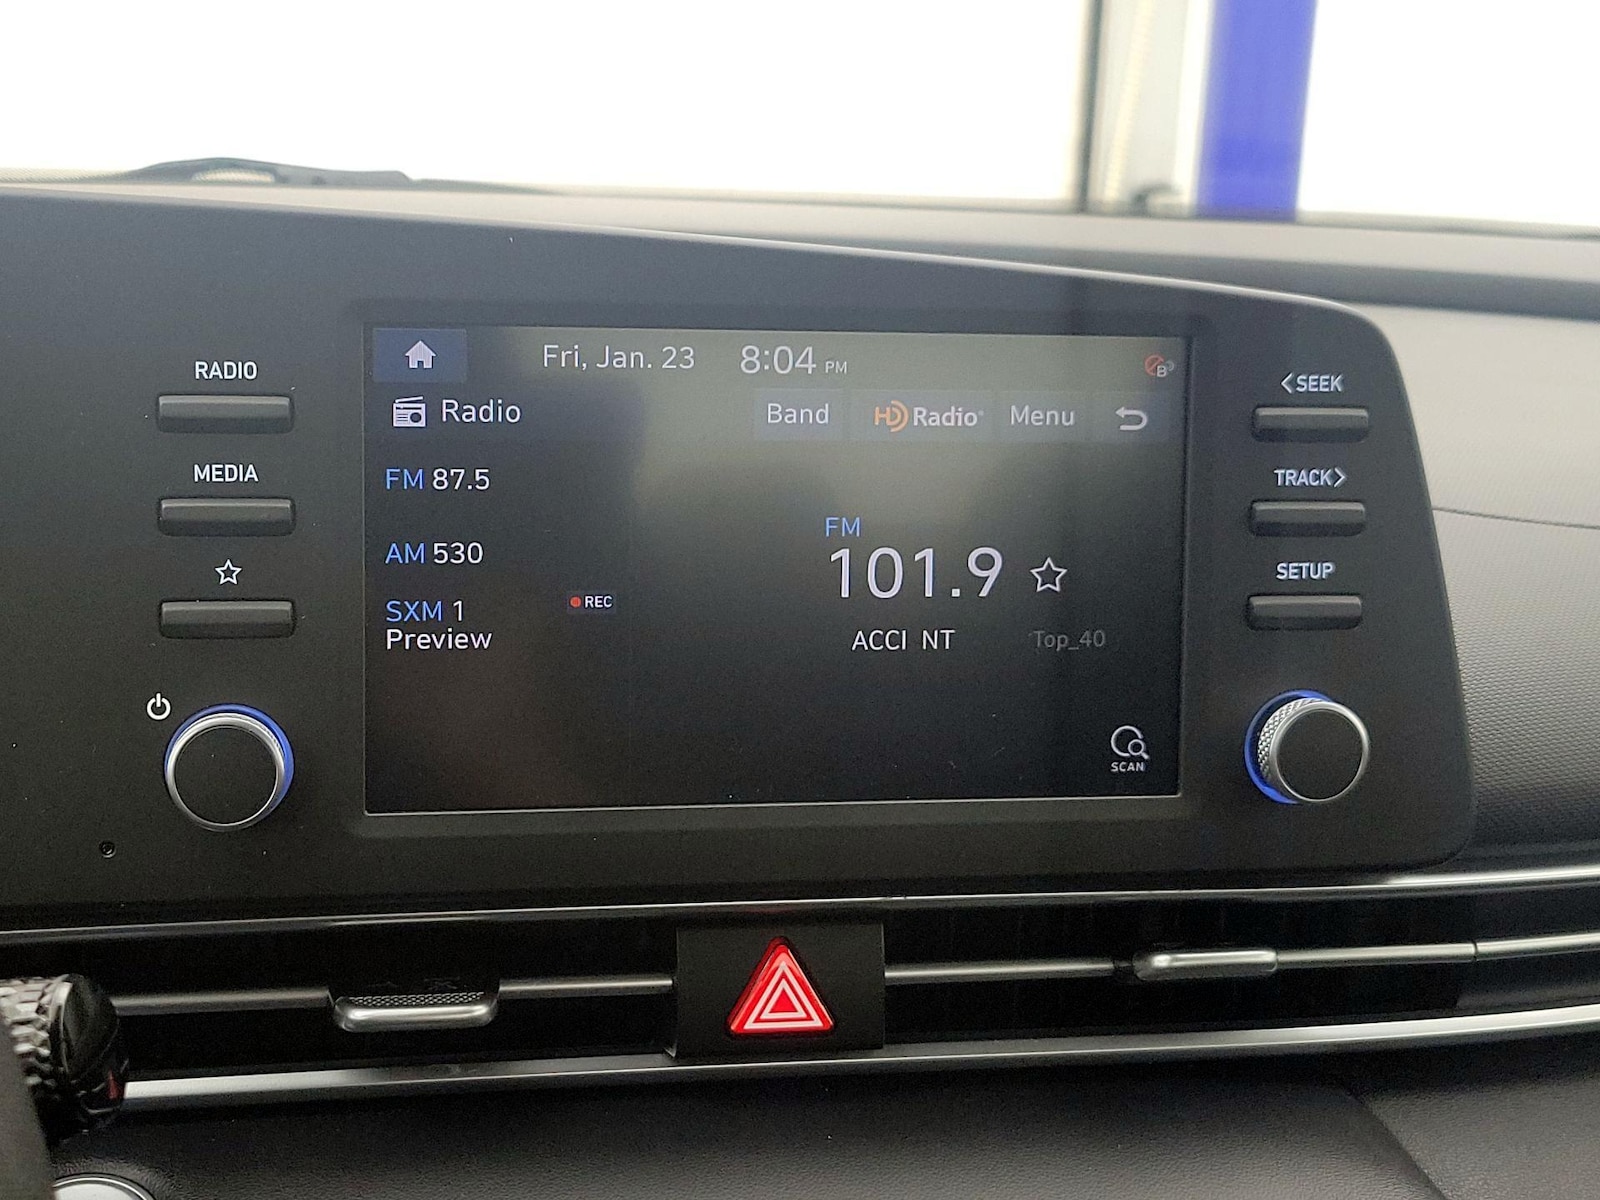 RADIO
MEDIA
Fri, Jan. 23 8:04 PM
B
Radio Band HD Radio Menu
FM 87.5
AM 530
SXM 1
Preview
REC
FM
101.9
ACCI NT Top_40
SCAN
<SEEK
TRACK>
SETUP